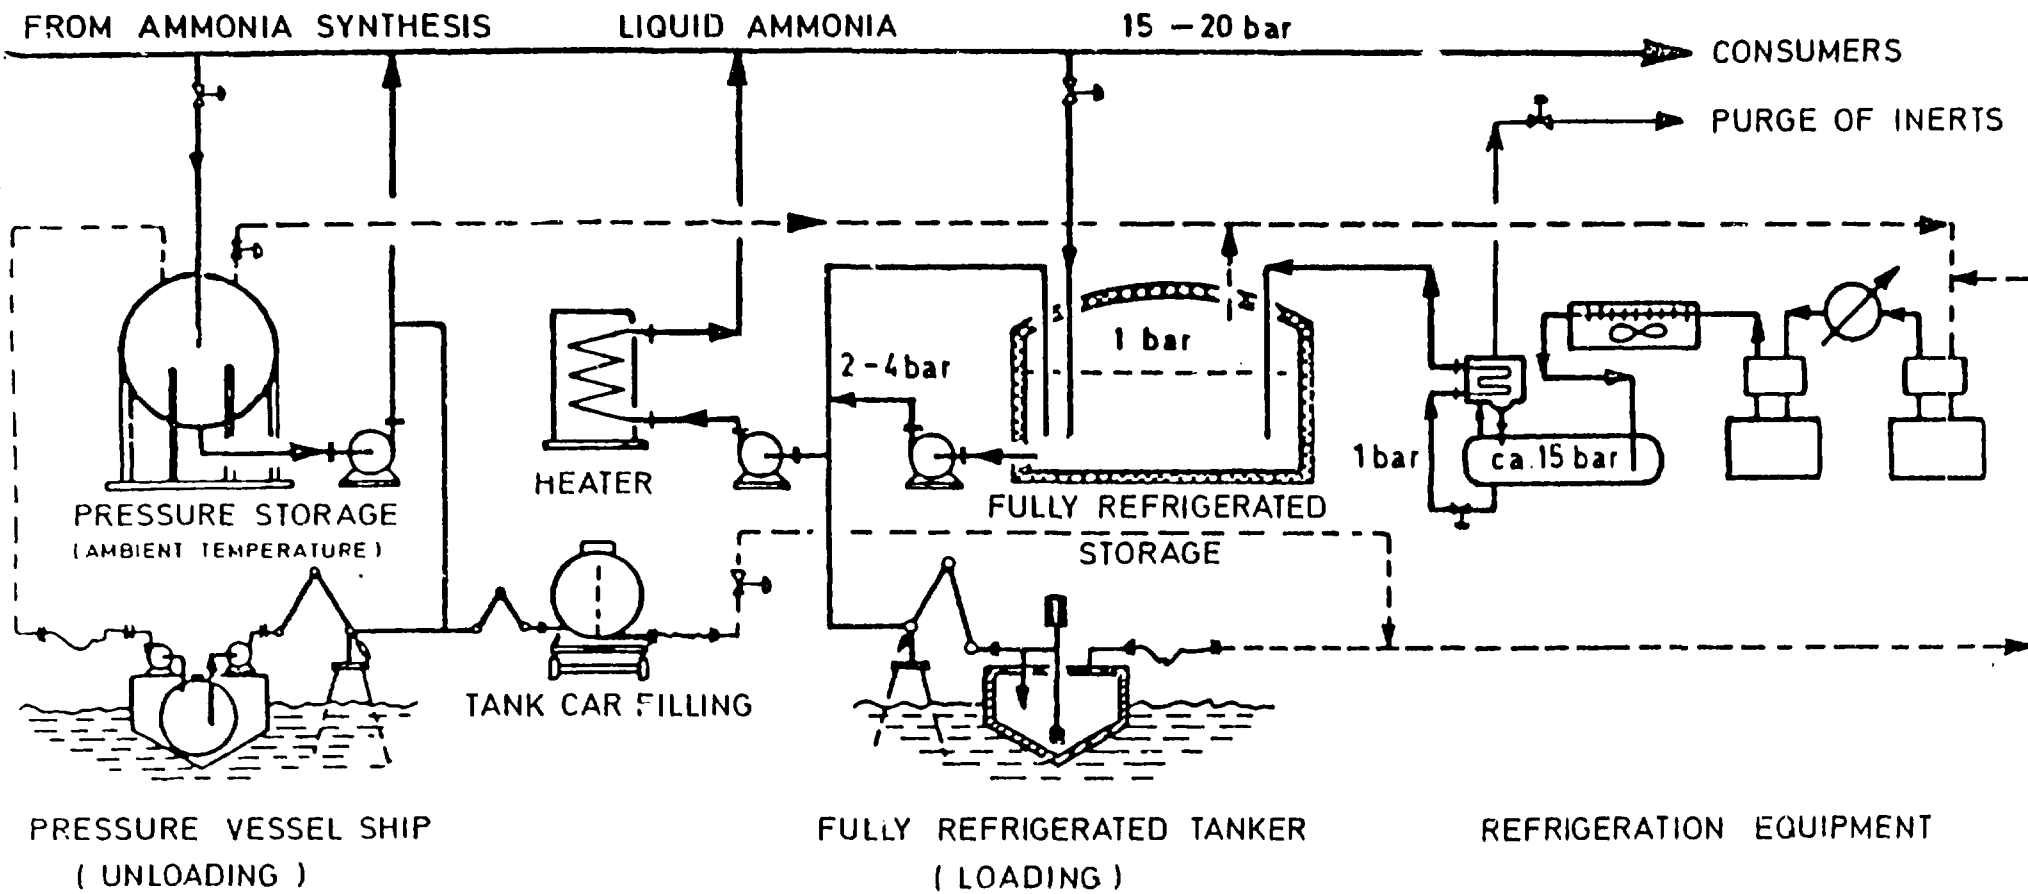 FROM AMMONIA SYNTHESIS
LIQUID AMMONIA
15 - 20 bar
CONSUMERS
PURGE OF INERTS
1 bar
2-4 bar
1 bar
ca. 15 bar
HEATER
FULLY REFRIGERATED
STORAGE
PRESSURE STORAGE
(AMBIENT TEMPERATURE)
TANK CAR FILLING
PRESSURE VESSEL SHIP
(UNLOADING)
FULLY REFRIGERATED TANKER
(LOADING)
REFRIGERATION EQUIPMENT